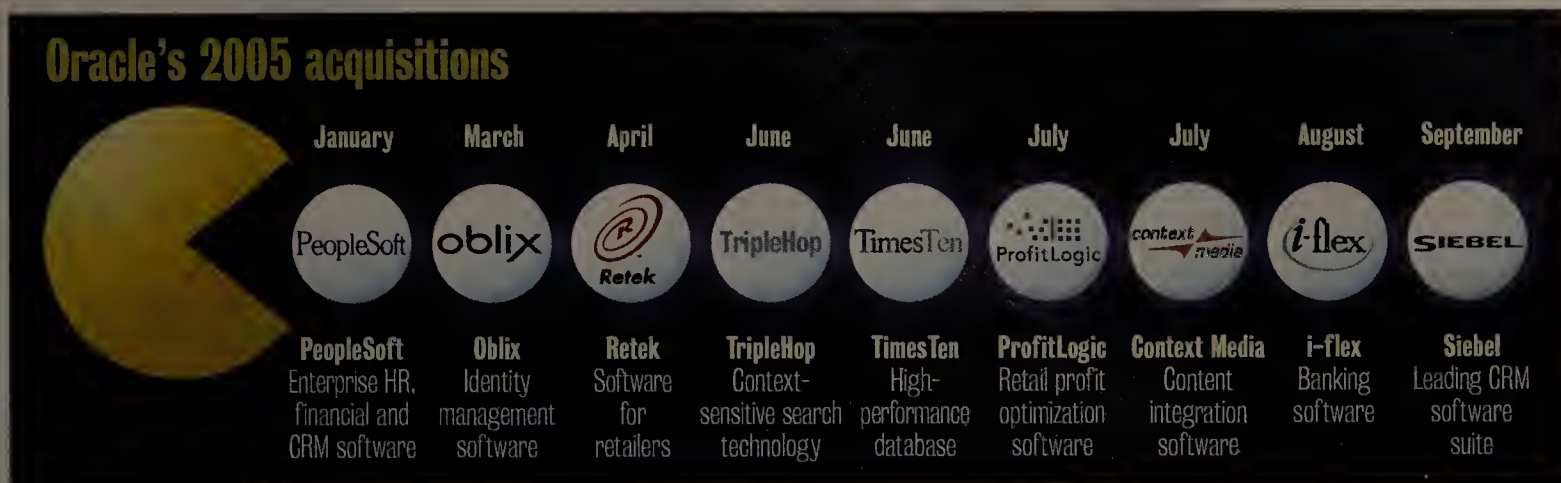 Oracle's 2005 acquisitions
January March April June June July July August September
PeopleSoft oblix R Retek TripleHop TimesTen ProfitLogic context media i-flex SIEBEL
PeopleSoft Oblix Retek TripleHop TimesTen ProfitLogic Context Media i-flex Siebel
Enterprise HR, Identity Software Context- High- Retail profit Content Banking Leading CRM
financial and management for sensitive search performance optimization integration software software
CRM software software retailers technology database software software suite